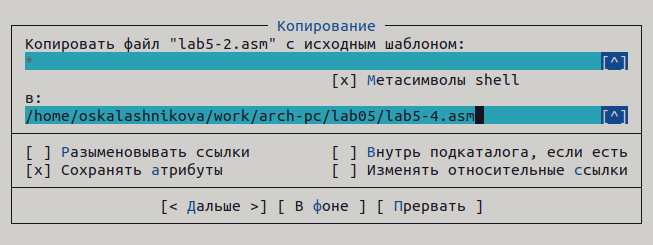 Копирование
Копировать файл "lab5-2.asm" с исходным шаблоном:
* [^]
[x] Метасимволы shell
в:
/home/oskalashnikova/work/arch-pc/lab05/lab5-4.asm [^]
[ ] Разыменовывать ссылки [ ] Внутрь подкаталога, если есть
[x] Сохранять атрибуты [ ] Изменять относительные ссылки
[< Дальше >] [ В фоне ] [ Прервать ]